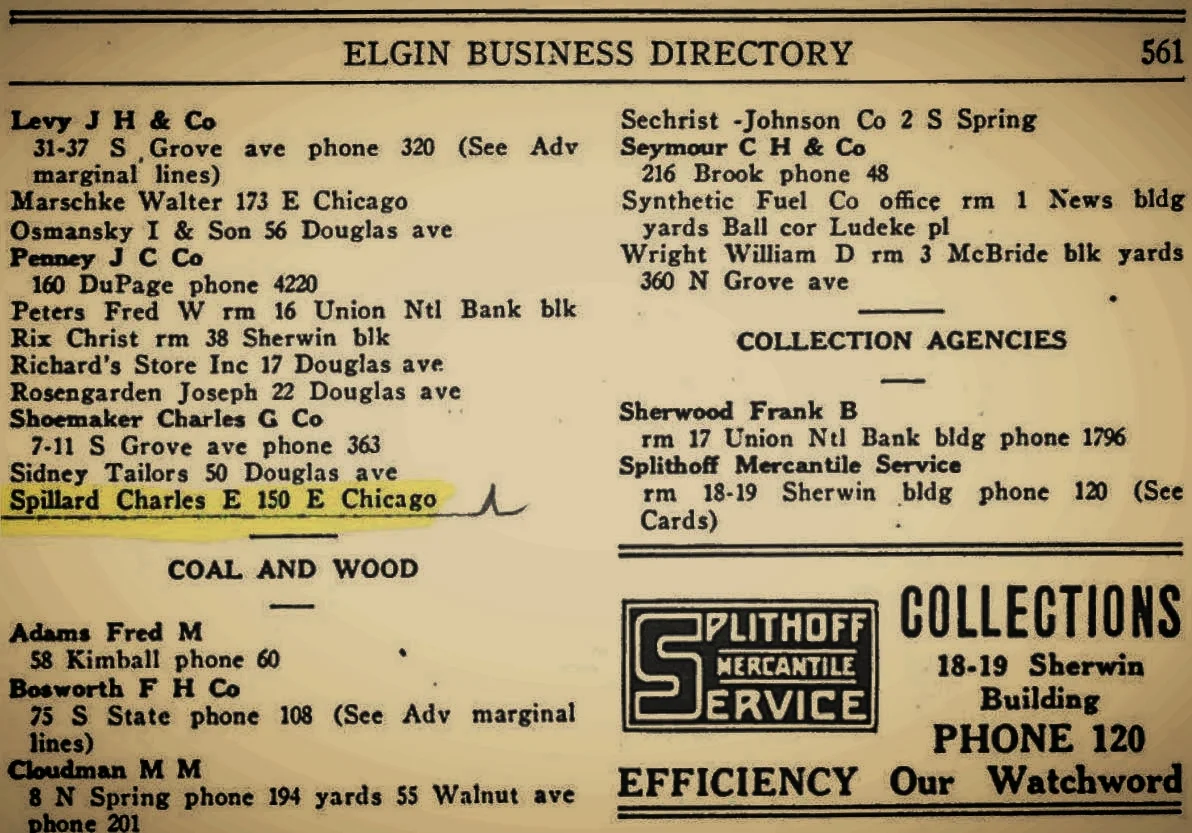 ELGIN BUSINESS DIRECTORY 561
Levy J H & Co
31-37 S Grove ave phone 320 (See Adv
marginal lines)
Marschke Walter 173 E Chicago
Osmansky I & Son 56 Douglas ave
Penney J C Co
160 DuPage phone 4220
Peters Fred W rm 16 Union Ntl Bank blk
Rix Christ rm 38 Sherwin blk
Richard's Store Inc 17 Douglas ave
Rosengarden Joseph 22 Douglas ave
Shoemaker Charles G Co
7-11 S Grove ave phone 363
Sidney Tailors 50 Douglas ave
Spillard Charles E 150 E Chicago
COAL AND WOOD
Adams Fred M
58 Kimball phone 60
Bosworth F H Co
75 S State phone 108 (See Adv marginal
lines)
Cloudman M M
8 N Spring phone 194 yards 55 Walnut ave
phone 201
Sechrist -Johnson Co 2 S Spring
Seymour C H & Co
216 Brook phone 48
Synthetic Fuel Co office rm 1 News bldg
yards Ball cor Ludeke pl
Wright William D rm 3 McBride blk yards
360 N Grove ave
COLLECTION AGENCIES
Sherwood Frank B
rm 17 Union Ntl Bank bldg phone 1796
Splithoff Mercantile Service
rm 18-19 Sherwin bldg phone 120 (See
Cards)
SPLITHOFF
MERCANTILE
SERVICE
COLLECTIONS
18-19 Sherwin
Building
PHONE 120
EFFICIENCY Our Watchword